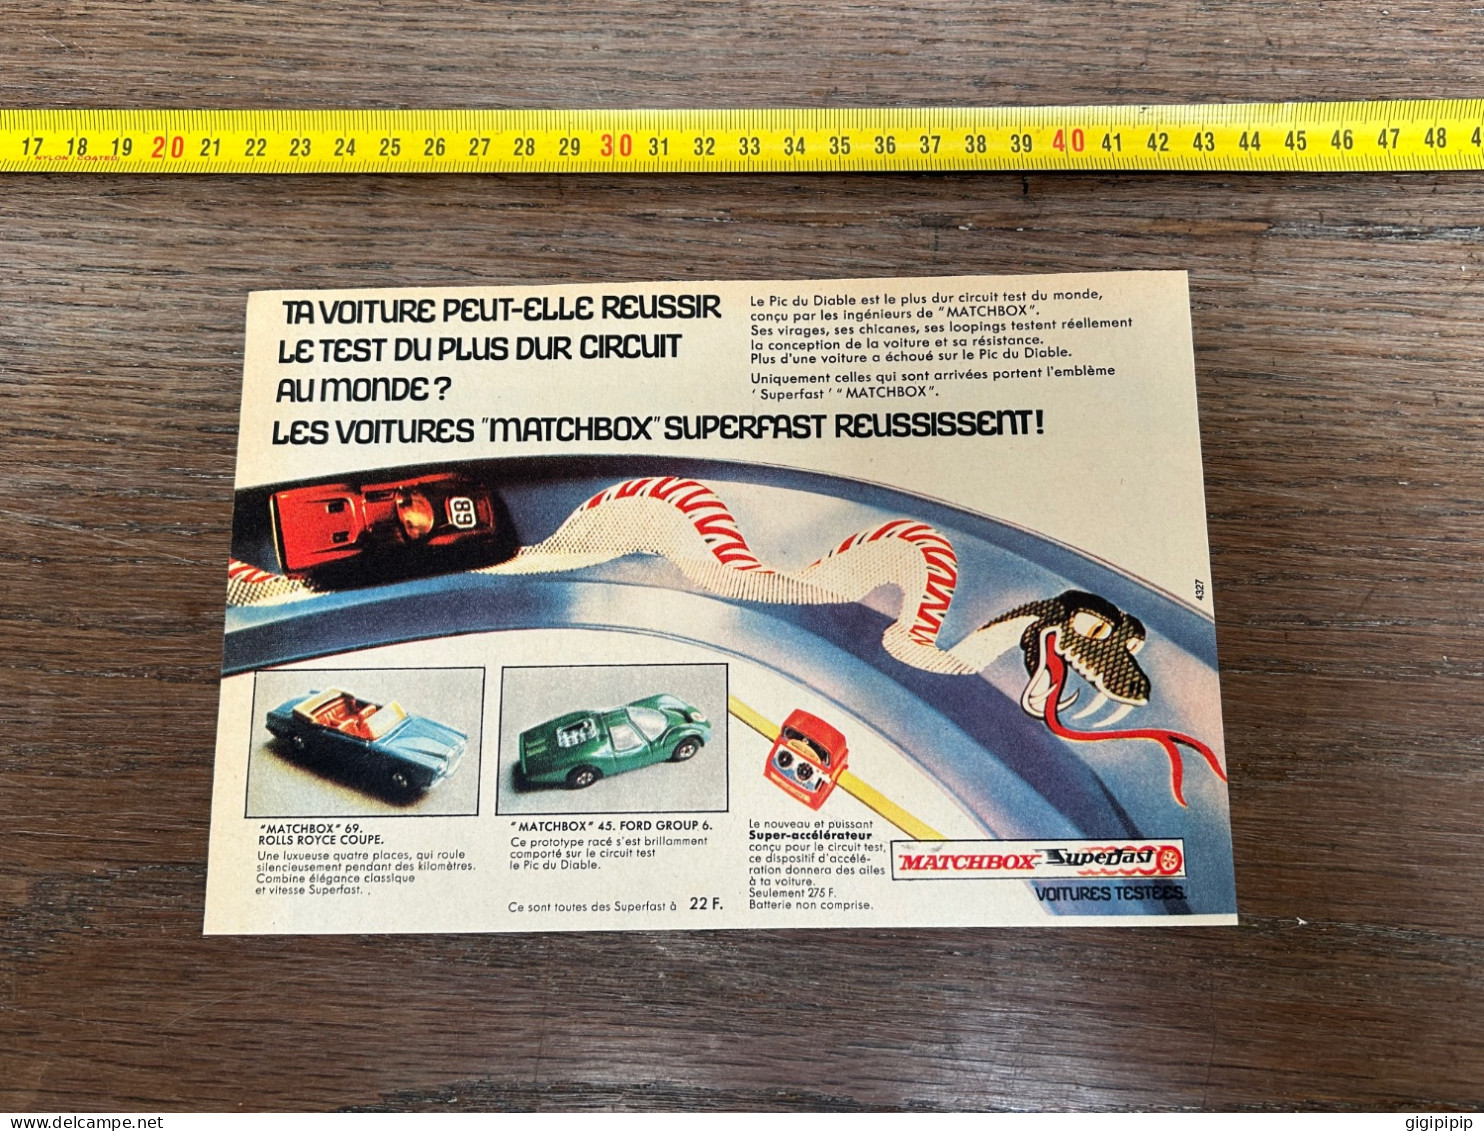 17 18 19 20 21 22 23 24 25 26 27 28 29 30 31 32 33 34 35 36 37 38 39 40 41 42 43 44 45 46 47 48
NYLON COATED
TA VOITURE PEUT-ELLE REUSSIR
LE TEST DU PLUS DUR CIRCUIT
AU MONDE ?
LES VOITURES "MATCHBOX" SUPERFAST REUSSISSENT !
Le Pic du Diable est le plus dur circuit test du monde,
conçu par les ingénieurs de "MATCHBOX".
Ses virages, ses chicanes, ses loopings testent réellement
la conception de la voiture et sa résistance.
Plus d'une voiture a échoué sur le Pic du Diable.
Uniquement celles qui sont arrivées portent l'emblème
' Superfast ' " MATCHBOX".
68
4327
"MATCHBOX" 69.
ROLLS ROYCE COUPE.
Une luxueuse quatre places, qui roule
silencieusement pendant des kilomètres.
Combine élégance classique
et vitesse Superfast.
"MATCHBOX" 45. FORD GROUP 6.
Ce prototype racé s'est brillamment
comporté sur le circuit test
le Pic du Diable.
Ce sont toutes des Superfast à 22 F.
Le nouveau et puissant
Super-accélérateur
conçu pour le circuit test,
ce dispositif d'accélé-
ration donnera des ailes
à ta voiture.
Seulement 275 F.
Batterie non comprise.
MATCHBOX Superfast
VOITURES TESTÉES.
gigipipip